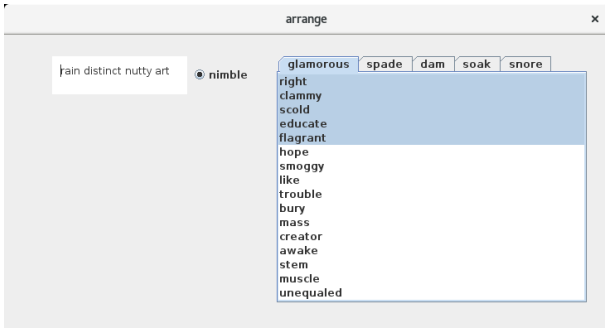 arrange
rain distinct nutty art
nimble
glamorous spade dam soak snore
right
clammy
scold
educate
flagrant
hope
smoggy
like
trouble
bury
mass
creator
awake
stem
muscle
unequaled